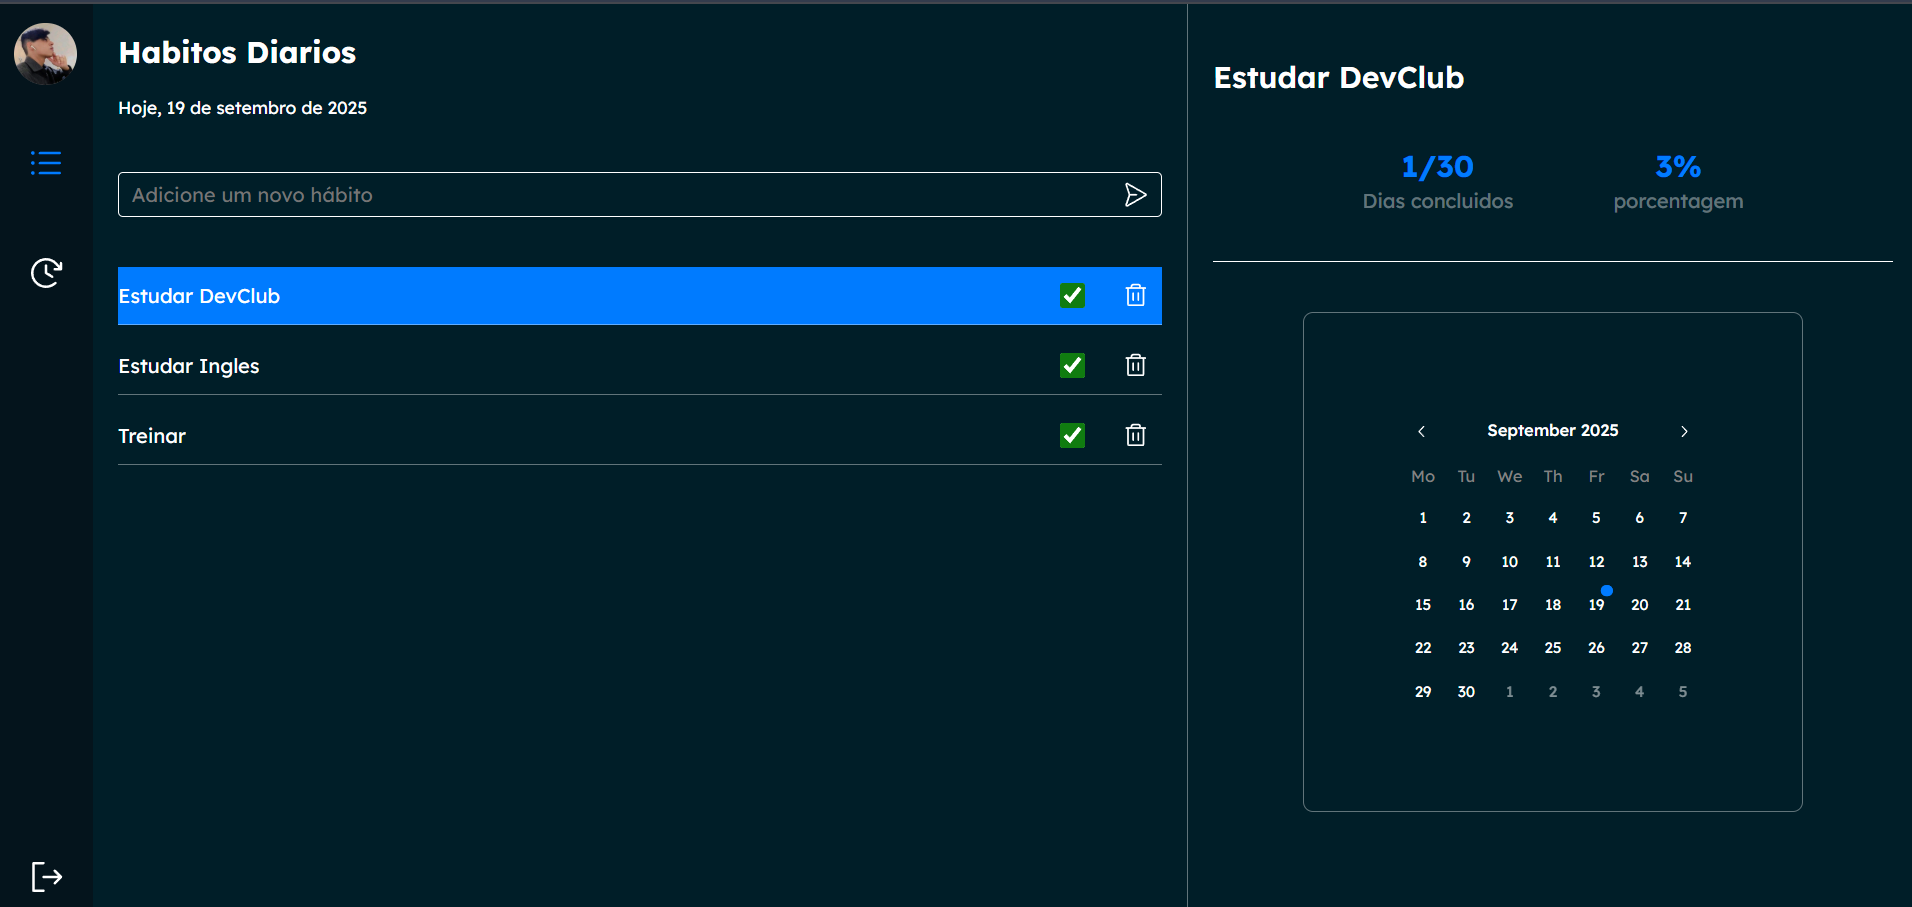 Habitos Diarios
Hoje, 19 de setembro de 2025
Adicione um novo hábito
Estudar DevClub
Estudar Ingles
Treinar
Estudar DevClub
1/30 3%
Dias concluidos porcentagem
September 2025
Mo Tu We Th Fr Sa Su
1 2 3 4 5 6 7
8 9 10 11 12 13 14
15 16 17 18 19 20 21
22 23 24 25 26 27 28
29 30 1 2 3 4 5